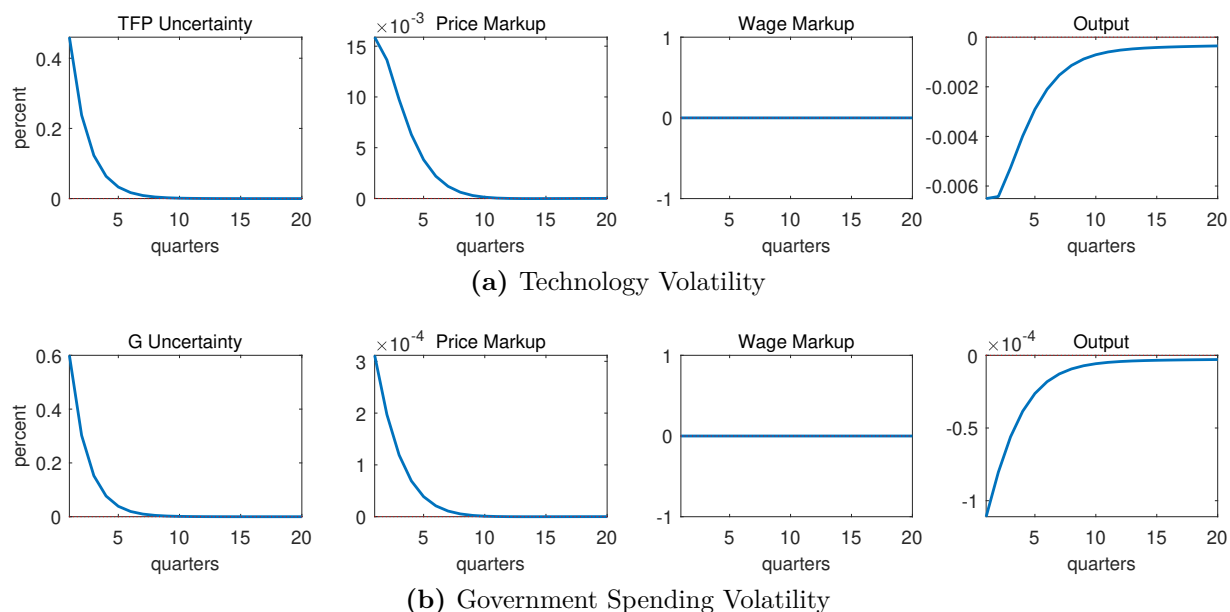 TFP Uncertainty
percent
0.4
0.2
0
5 10 15 20
quarters
×10^-3 Price Markup
15
10
5
0
5 10 15 20
quarters
Wage Markup
1
0
-1
5 10 15 20
quarters
Output
0
-0.002
-0.004
-0.006
5 10 15 20
quarters
(a) Technology Volatility
G Uncertainty
percent
0.6
0.4
0.2
0
5 10 15 20
quarters
×10^-4 Price Markup
3
2
1
0
5 10 15 20
quarters
Wage Markup
1
0
-1
5 10 15 20
quarters
×10^-4 Output
0
-0.5
-1
5 10 15 20
quarters
(b) Government Spending Volatility